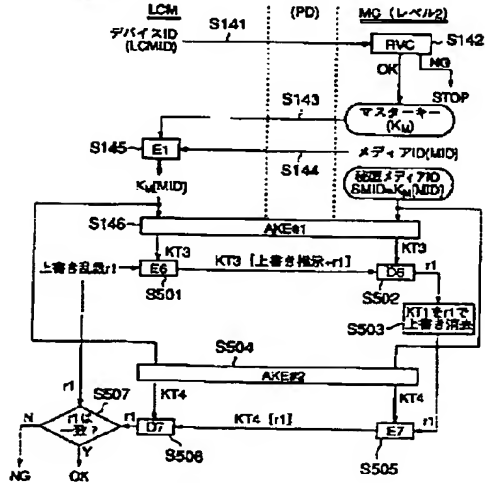 LCM (PD) MC (レベル2)
デバイスID
(LCMID)
S141
RVC
S142
OK
NG
STOP
S143
マスターキー
(KM)
S145
E1
S144
メディアID(MID)
KM[MID]
秘匿メディアID
SMID=KM[MID]
S146
AKE#1
KT3
KT3
上書き乱数r1
E6
KT3 [上書き指示+r1]
D6
r1
S501
S502
KT1をr1で
上書き消去
S503
S504
AKE#2
r1
S507
KT4
KT4
r1
N
r1は
一致?
r1
D7
KT4 [r1]
E7
Y
S506
S505
NG
OK